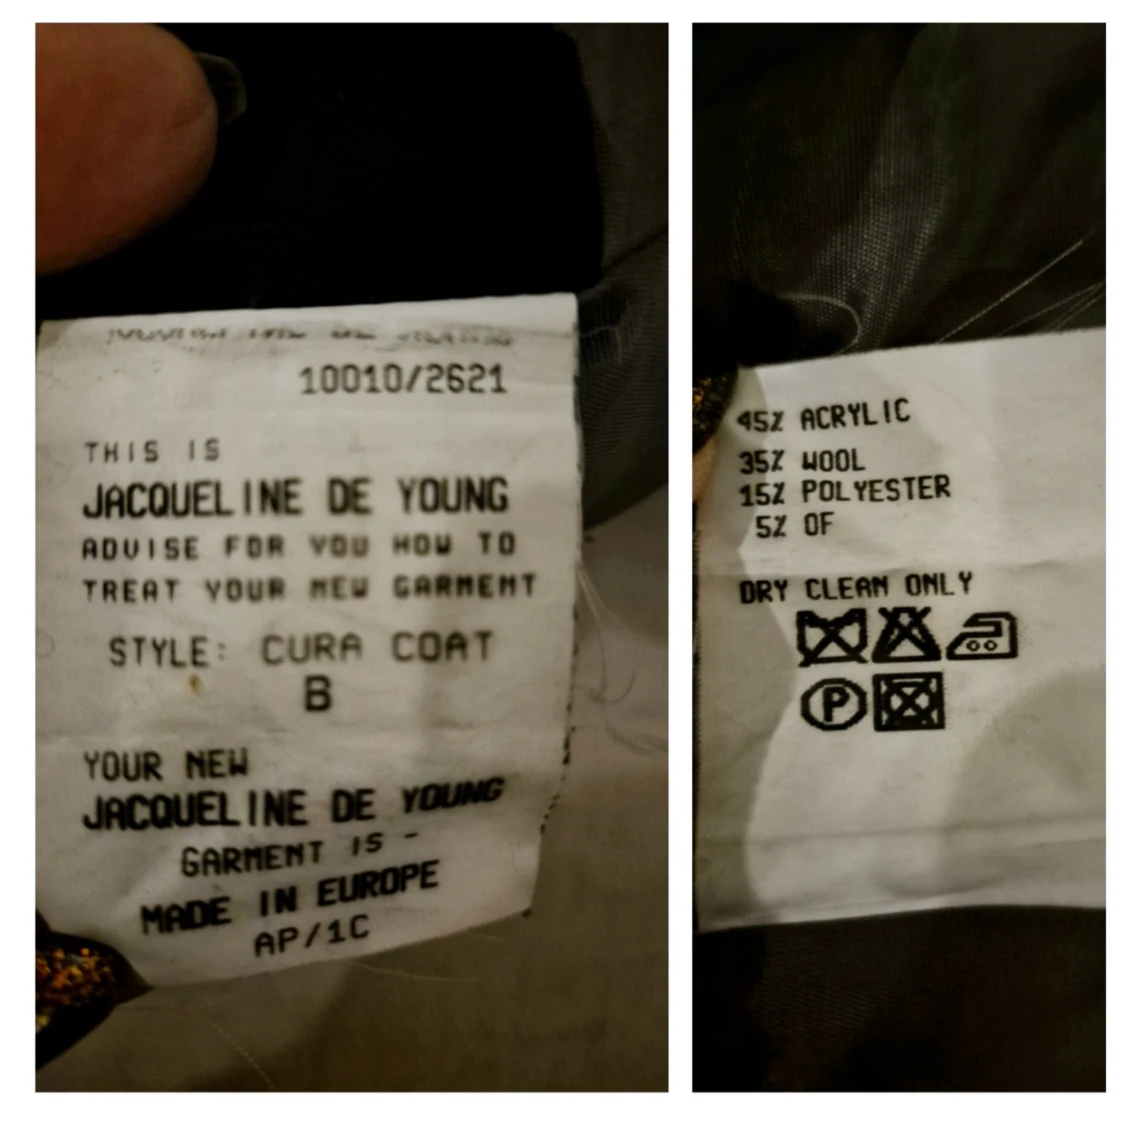 10010/2621
THIS IS
JACQUELINE DE YOUNG
ADVISE FOR YOU HOW TO
TREAT YOUR NEW GARMENT
STYLE: CURA COAT
B
YOUR NEW
JACQUELINE DE YOUNG
GARMENT IS -
MADE IN EUROPE
AP/1C
45% ACRYLIC
35% WOOL
15% POLYESTER
5% OF
DRY CLEAN ONLY
P